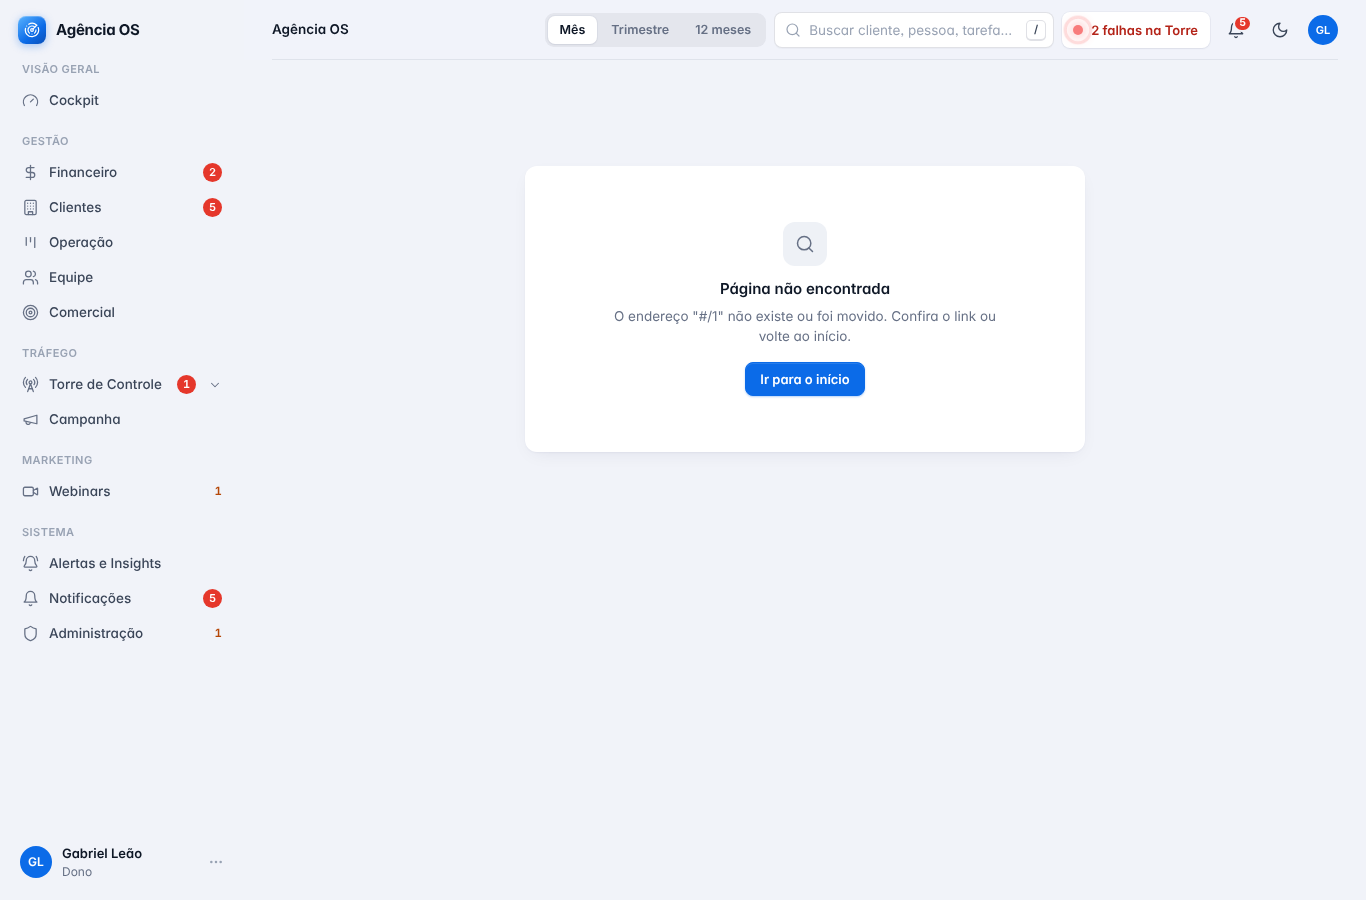 Agência OS
VISÃO GERAL
Cockpit
GESTÃO
Financeiro 2
Clientes 5
Operação
Equipe
Comercial
TRÁFEGO
Torre de Controle 1
Campanha
MARKETING
Webinars 1
SISTEMA
Alertas e Insights
Notificações 5
Administração 1
GL Gabriel Leão
Dono
Agência OS
Mês Trimestre 12 meses
Buscar cliente, pessoa, tarefa... /
2 falhas na Torre
5
GL
Página não encontrada
O endereço "#/1" não existe ou foi movido. Confira o link ou
volte ao início.
Ir para o início